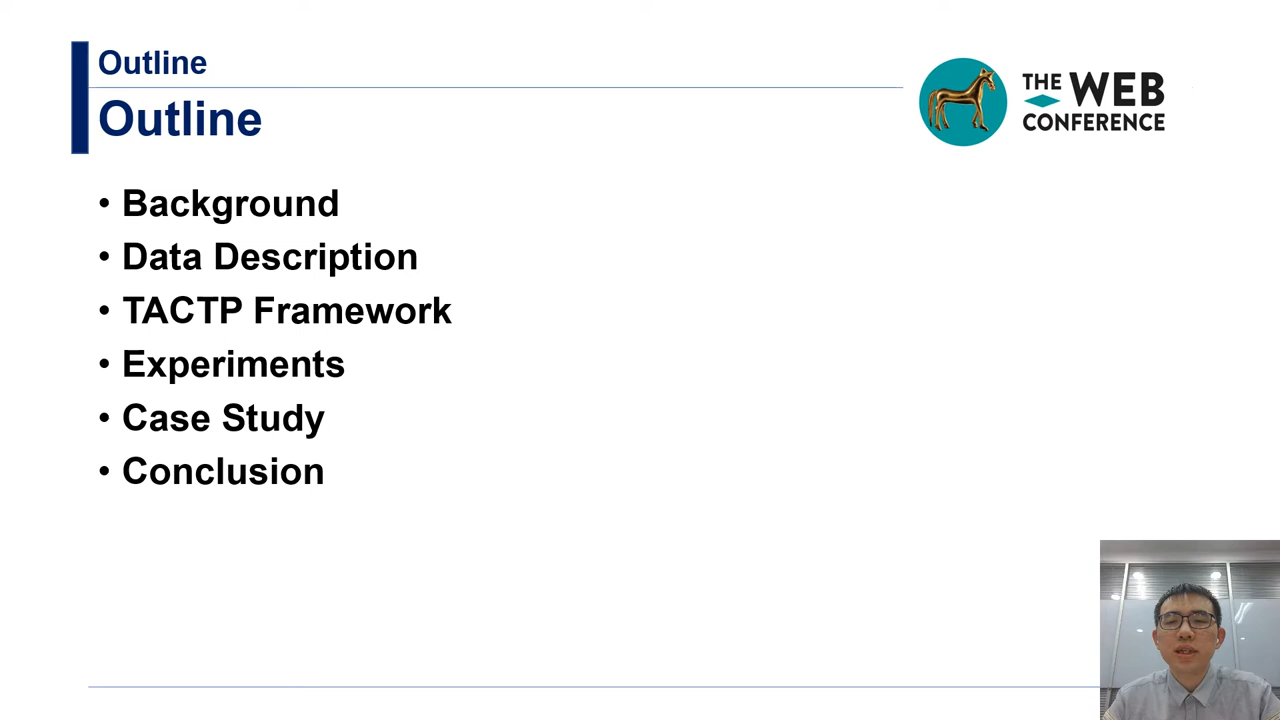 Outline
Outline
THE WEB
CONFERENCE
• Background
• Data Description
• TACTP Framework
• Experiments
• Case Study
• Conclusion